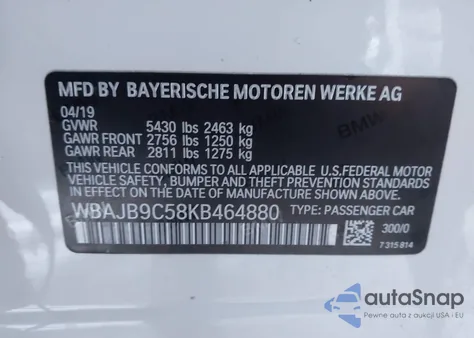 MFD BY BAYERISCHE MOTOREN WERKE AG
04/19
GVWR 5430 lbs 2463 kg
GAWR FRONT 2756 lbs 1250 kg
GAWR REAR 2811 lbs 1275 kg
THIS VEHICLE CONFORMS TO ALL APPLICABLE U.S.FEDERAL MOTOR
VEHICLE SAFETY, BUMPER, AND THEFT PREVENTION STANDARDS
IN EFFECT ON THE DATE OF MANUFACTURE SHOWN ABOVE.
WBAJB9C58KB464880 TYPE: PASSENGER CAR
300/0
7 315 814
BMW
autaSnap
Pewne auta z aukcji USA i EU